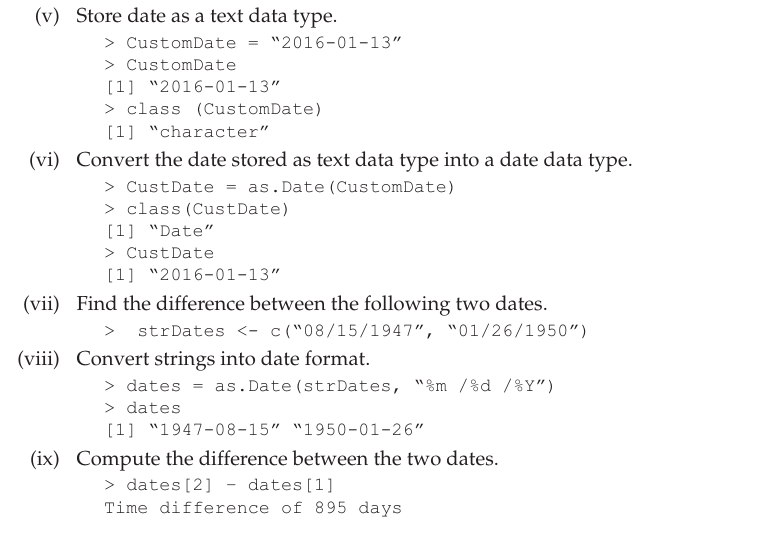 (v) Store date as a text data type.
> CustomDate = “2016-01-13”
> CustomDate
[1] “2016-01-13”
> class (CustomDate)
[1] “character”
(vi) Convert the date stored as text data type into a date data type.
> CustDate = as.Date(CustomDate)
> class(CustDate)
[1] “Date”
> CustDate
[1] “2016-01-13”
(vii) Find the difference between the following two dates.
> strDates <- c(“08/15/1947”, “01/26/1950”)
(viii) Convert strings into date format.
> dates = as.Date(strDates, “%m /%d /%Y”)
> dates
[1] “1947-08-15” “1950-01-26”
(ix) Compute the difference between the two dates.
> dates[2] – dates[1]
Time difference of 895 days